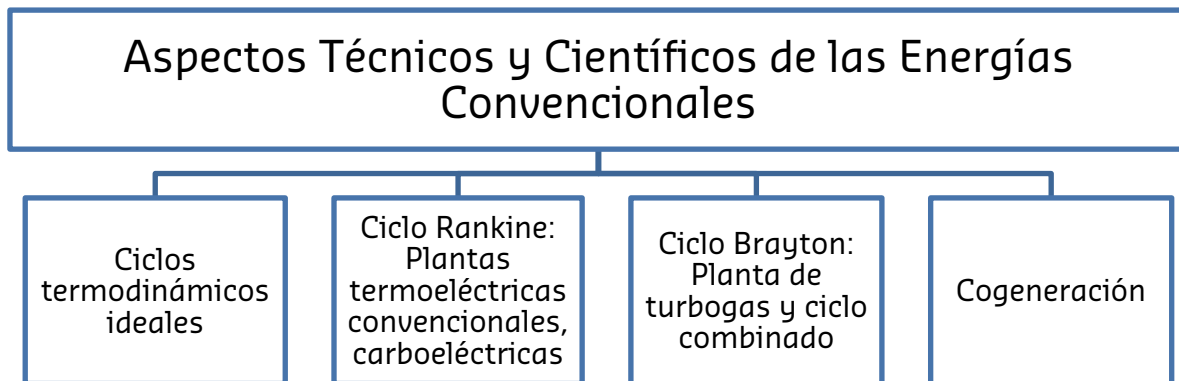 Aspectos Técnicos y Científicos de las Energías
Convencionales
Ciclos
termodinámicos
ideales
Ciclo Rankine:
Plantas
termoeléctricas
convencionales,
carboeléctricas
Ciclo Brayton:
Planta de
turbogas y ciclo
combinado
Cogeneración